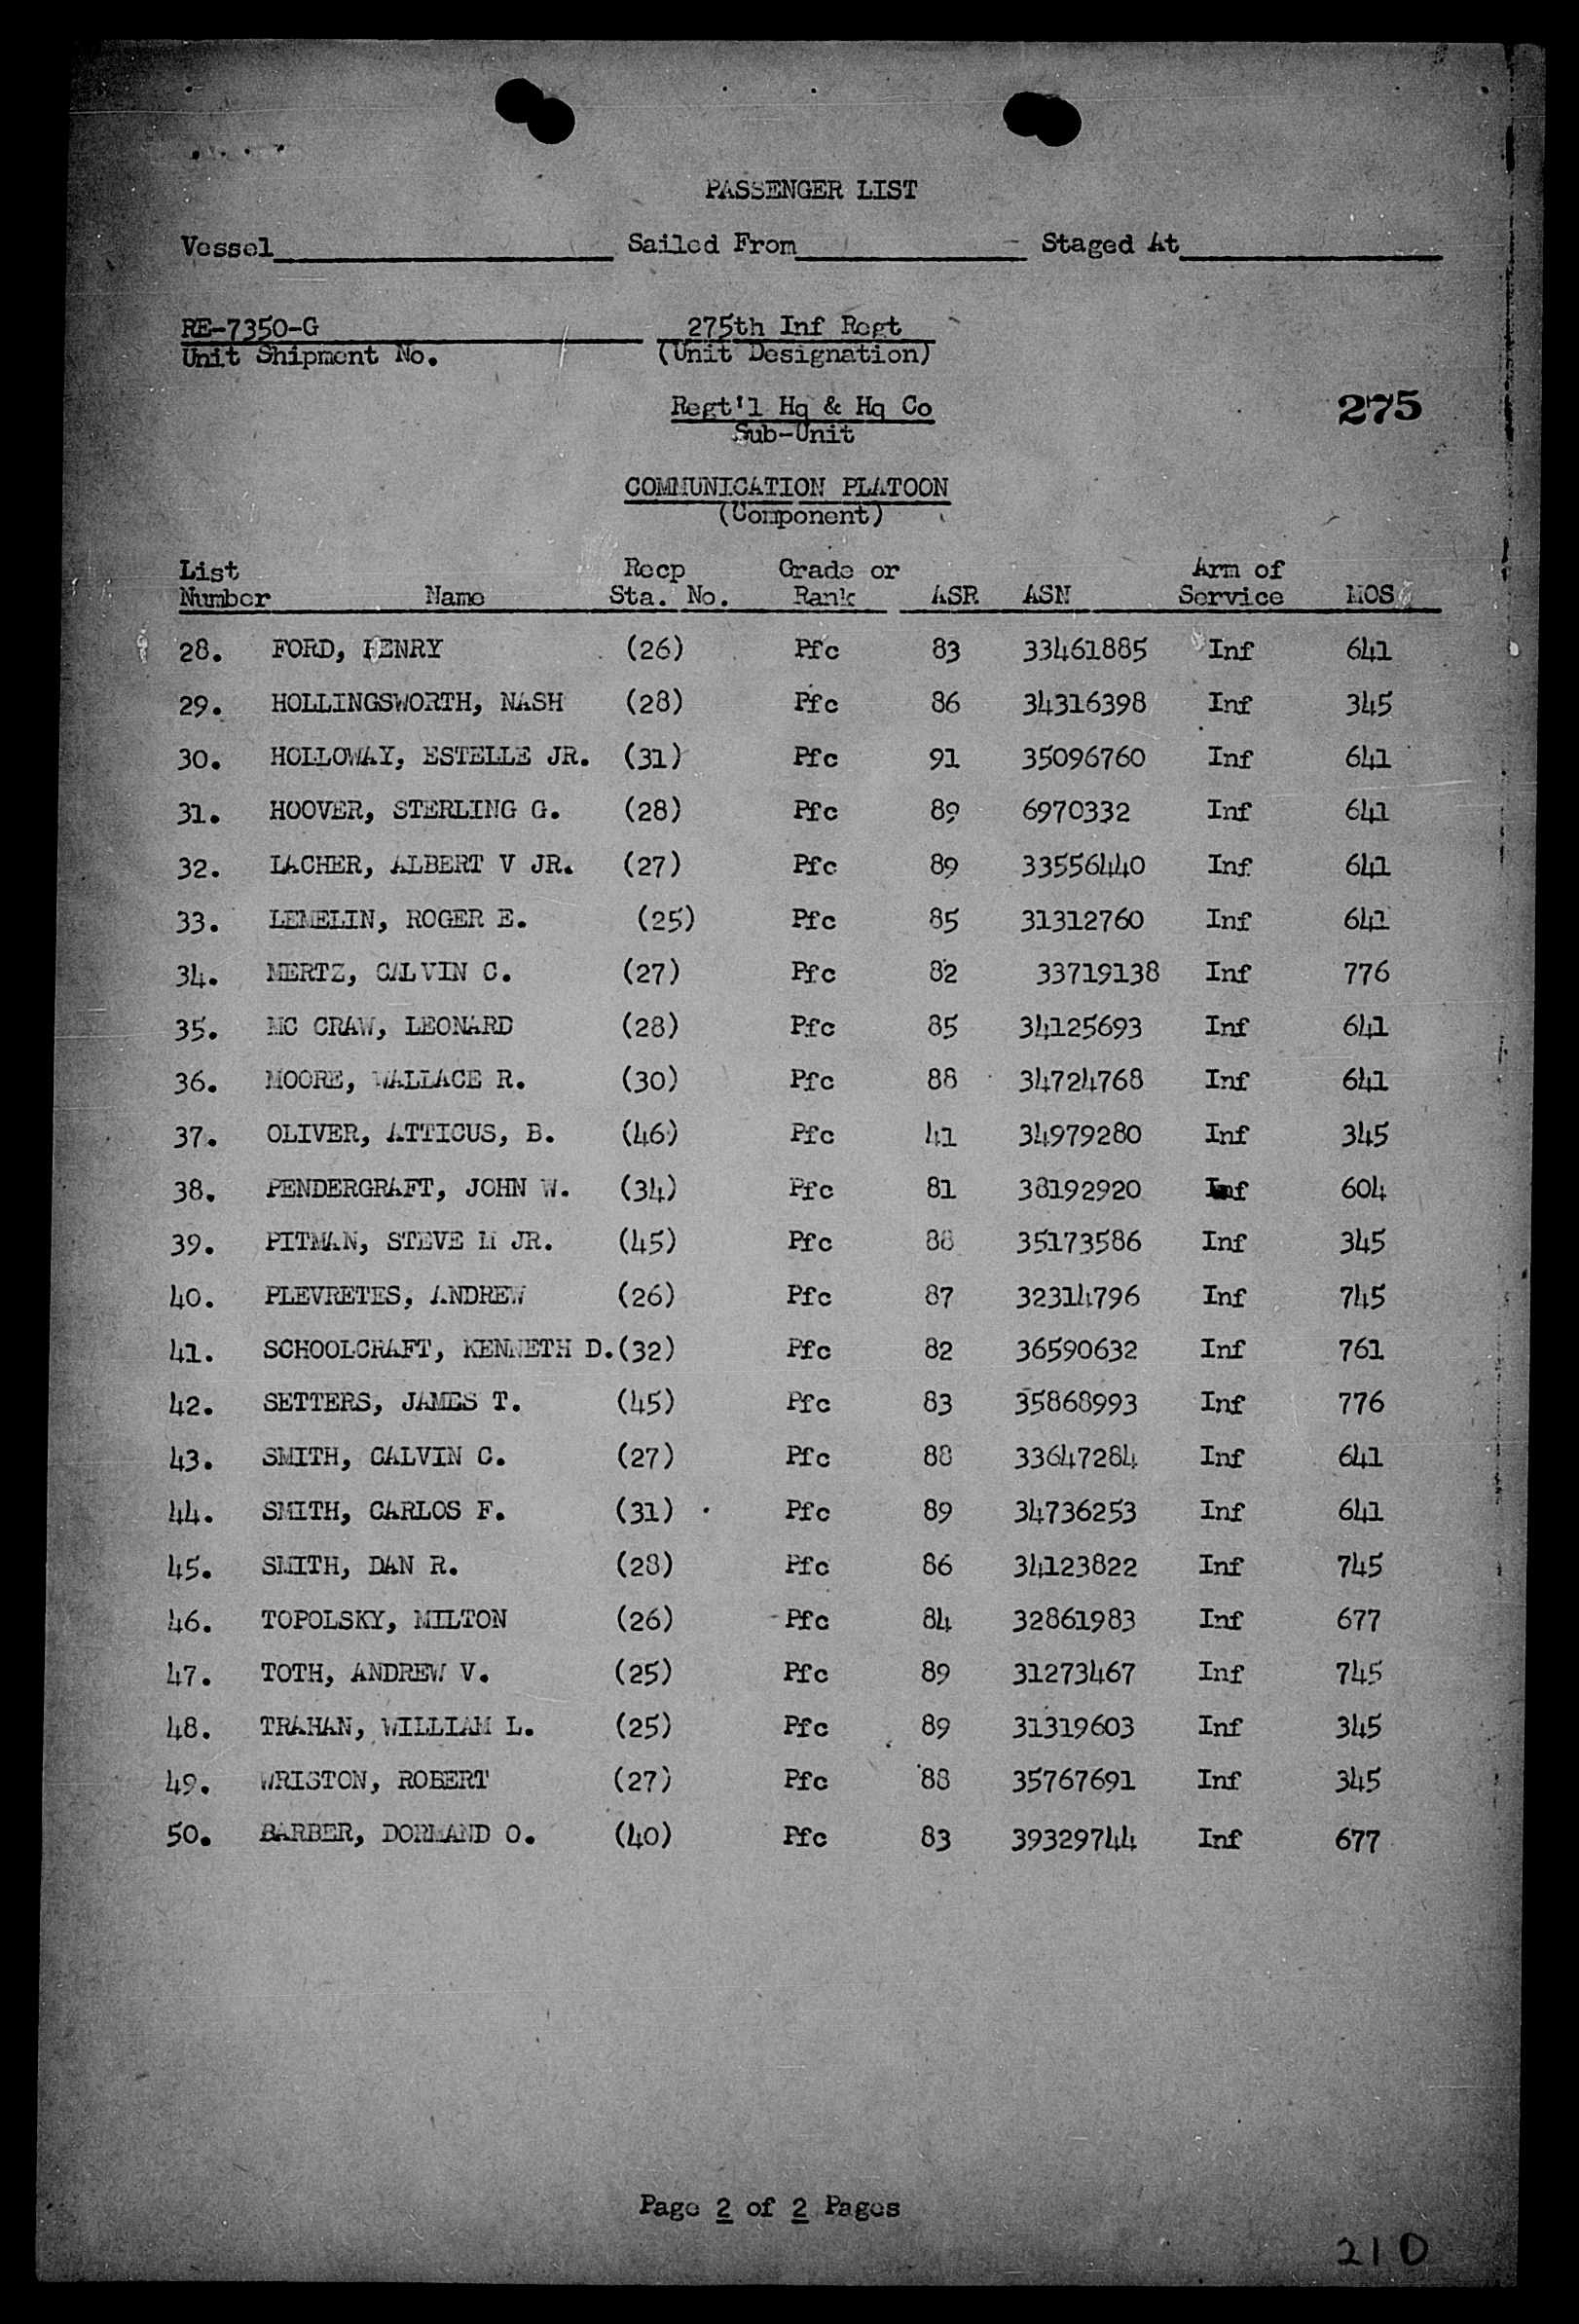 PASSENGER LIST
Vessel Sailed From Staged At
RE-7350-G 275th Inf Regt
Unit Shipment No. (Unit Designation)
Regt'l Hq & Hq Co 275
Sub-Unit
COMMUNICATION PLATOON
(Component)
List Recp Grade or Arm of
Number Name Sta. No. Rank ASR ASN Service MOS
28. FORD, HENRY (26) Pfc 83 33461885 Inf 641
29. HOLLINGSWORTH, NASH (28) Pfc 86 34316398 Inf 345
30. HOLLOWAY, ESTELLE JR. (31) Pfc 91 35096760 Inf 641
31. HOOVER, STERLING G. (28) Pfc 89 6970332 Inf 641
32. LACHER, ALBERT V JR. (27) Pfc 89 33556440 Inf 641
33. LEMELIN, ROGER E. (25) Pfc 85 31312760 Inf 641
34. MERTZ, CALVIN C. (27) Pfc 82 33719138 Inf 776
35. MC CRAW, LEONARD (28) Pfc 85 34125693 Inf 641
36. MOORE, WALLACE R. (30) Pfc 88 34724768 Inf 641
37. OLIVER, ATTICUS, B. (46) Pfc 41 34979280 Inf 345
38. PENDERGRAFT, JOHN W. (34) Pfc 81 38192920 Inf 604
39. PITMAN, STEVE M JR. (45) Pfc 88 35173586 Inf 345
40. PLEVRETES, ANDREW (26) Pfc 87 32314796 Inf 745
41. SCHOOLCRAFT, KENNETH D.(32) Pfc 82 36590632 Inf 761
42. SETTERS, JAMES T. (45) Pfc 83 35868993 Inf 776
43. SMITH, CALVIN C. (27) Pfc 88 33647284 Inf 641
44. SMITH, CARLOS F. (31) Pfc 89 34736253 Inf 641
45. SMITH, DAN R. (28) Pfc 86 34123822 Inf 745
46. TOPOLSKY, MILTON (26) Pfc 84 32861983 Inf 677
47. TOTH, ANDREW V. (25) Pfc 89 31273467 Inf 745
48. TRAHAN, WILLIAM L. (25) Pfc 89 31319603 Inf 345
49. WRISTON, ROBERT (27) Pfc 88 35767691 Inf 345
50. BARBER, DORMAND O. (40) Pfc 83 39329744 Inf 677
Page 2 of 2 Pages
210